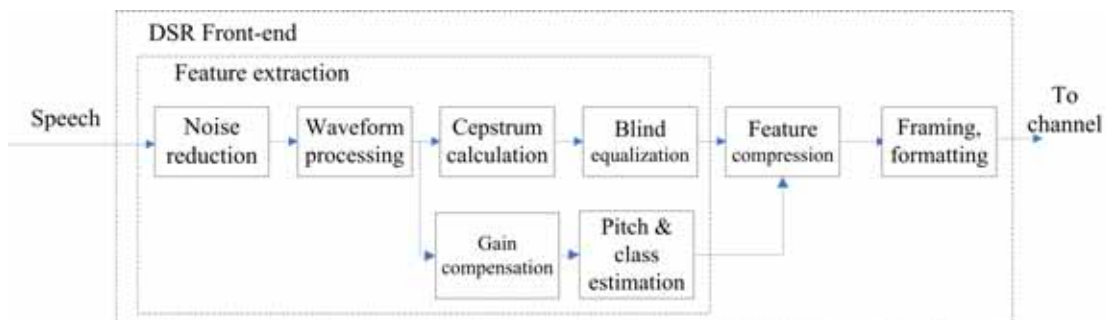 DSR Front-end
Feature extraction
Speech
Noise
reduction
Waveform
processing
Cepstrum
calculation
Blind
equalization
Feature
compression
Framing,
formatting
To
channel
Gain
compensation
Pitch &
class
estimation